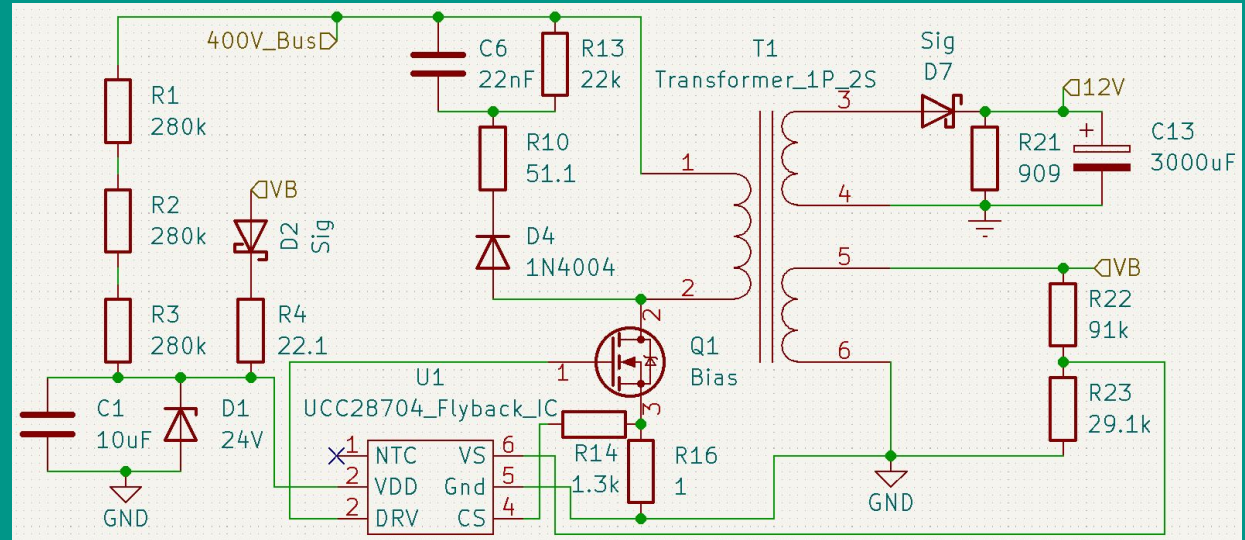 400V_Bus
C6
22nF
R13
22k
T1
Transformer_1P_2S
Sig
D7
12V
R1
280k
R10
51.1
1
2
3
4
R21
909
+
C13
3000uF
R2
280k
VB
D2
Sig
D4
1N4004
5
6
VB
R22
91k
R3
280k
R4
22.1
2
1
3
Q1
Bias
R23
29.1k
C1
10uF
D1
24V
GND
U1
UCC28704_Flyback_IC
1
NTC
VS
6
2
VDD
Gnd
5
2
DRV
CS
4
R14
1.3k
R16
1
GND